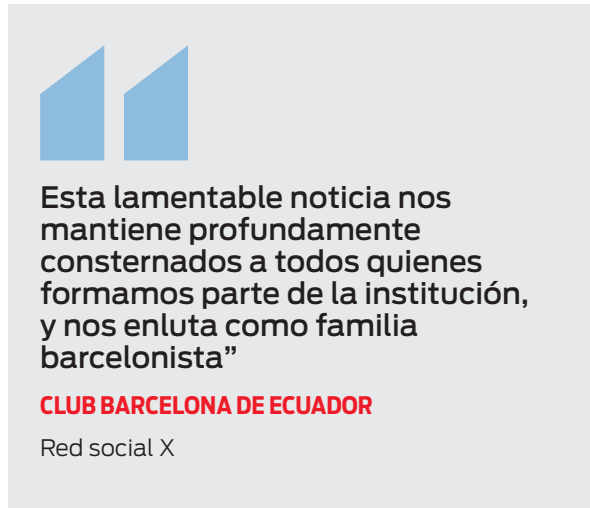 Esta lamentable noticia nos
mantiene profundamente
consternados a todos quienes
formamos parte de la institución,
y nos enluta como familia
barcelonista”
CLUB BARCELONA DE ECUADOR
Red social X